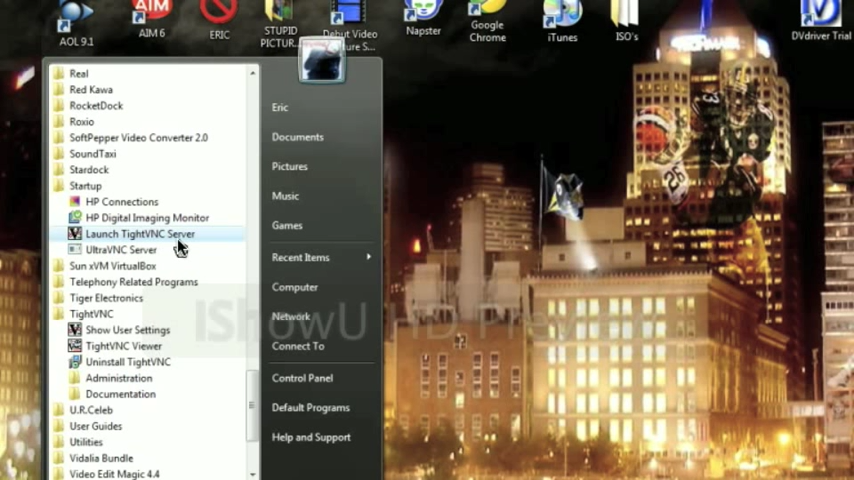 AOL 9.1
AIM
AIM 6
ERIC
STUPID
PICTUR...
Debut Video
Capture S...
Napster
Google
Chrome
iTunes
ISO's
DVdriver Trial
Real
Red Kawa
RocketDock
Roxio
SoftPepper Video Converter 2.0
SoundTaxi
Stardock
Startup
HP Connections
HP Digital Imaging Monitor
Launch TightVNC Server
UltraVNC Server
Sun xVM VirtualBox
Telephony Related Programs
Tiger Electronics
TightVNC
Show User Settings
TightVNC Viewer
Uninstall TightVNC
Administration
Documentation
U.R.Celeb
User Guides
Utilities
Vidalia Bundle
Video Edit Magic 4.4
Eric
Documents
Pictures
Music
Games
Recent Items
Computer
Network
Connect To
Control Panel
Default Programs
Help and Support
IShowU HD Preview
26